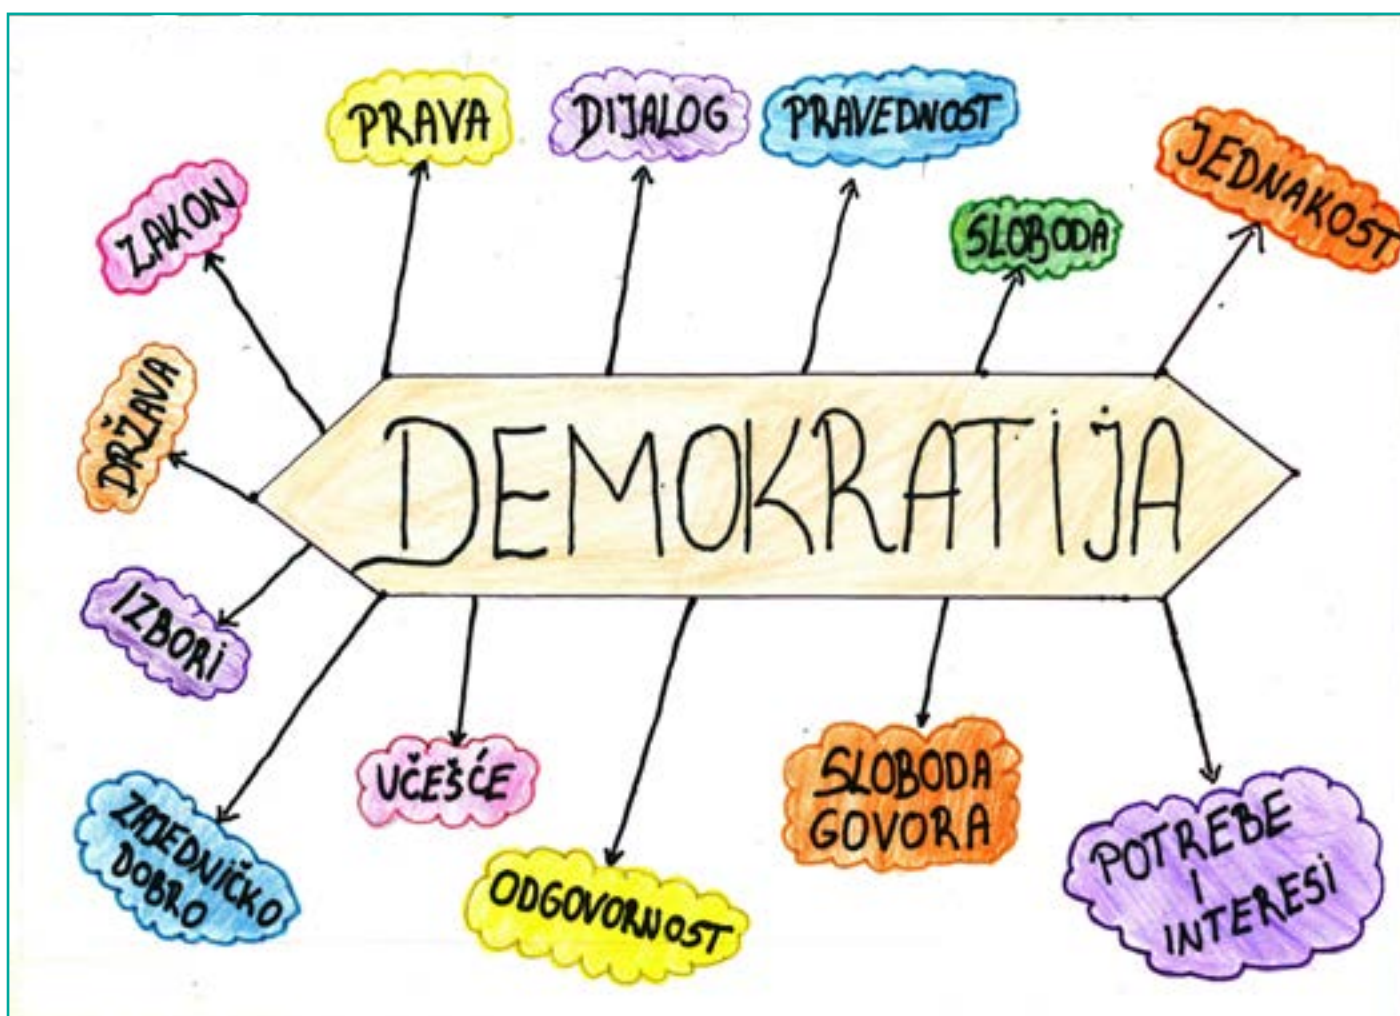 PRAVA
DIJALOG
PRAVEDNOST
JEDNAKOST
ZAKON
SLOBODA
DRŽAVA
DEMOKRATIJA
IZBORI
UČEŠĆE
SLOBODA
GOVORA
ZAJEDNIČKO
DOBRO
ODGOVORNOST
POTREBE
I
INTERESI